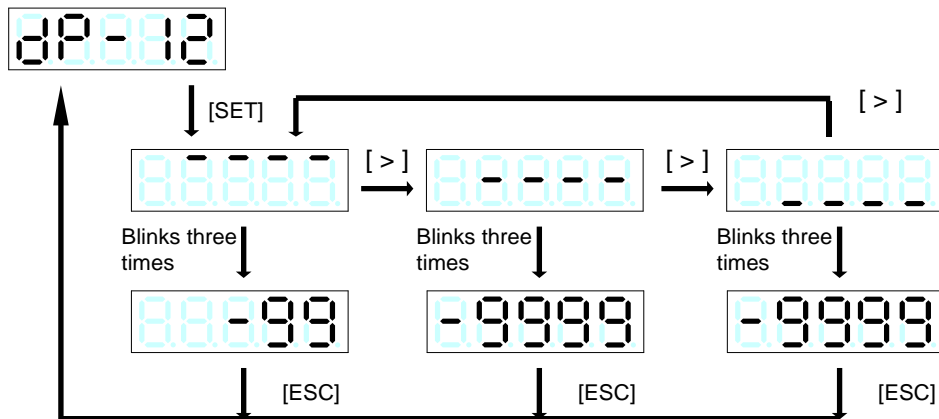 dP-12
[SET]
[ > ]
‾ ‾ ‾ ‾
[ > ]
- - - -
[ > ]
_ _ _ _
Blinks three
times
Blinks three
times
Blinks three
times
-99
-9999
-9999
[ESC]
[ESC]
[ESC]